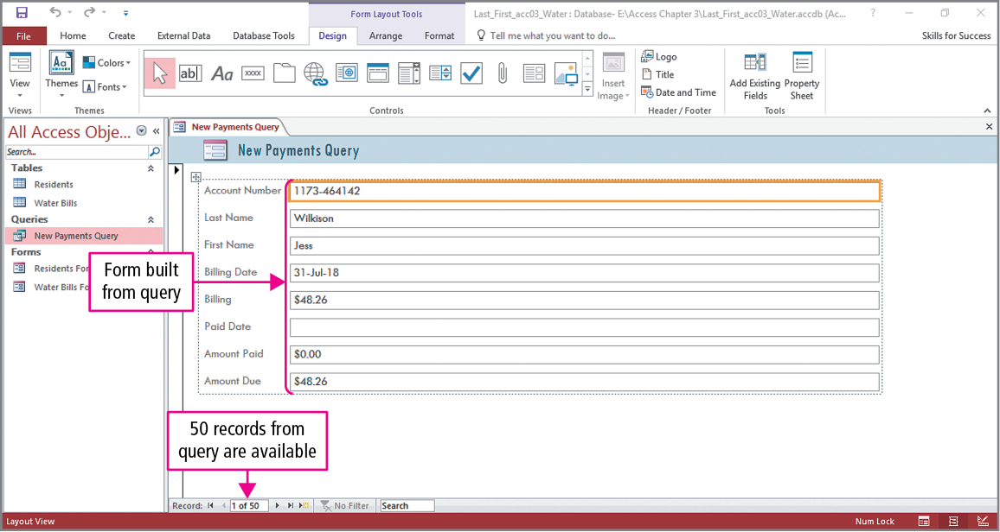 Form Layout Tools
Last_First_acc03_Water : Database- E:\Access Chapter 3\Last_First_acc03_Water.accdb (Ac...
?
File Home Create External Data Database Tools Design Arrange Format Tell me what you want to do... Skills for Success
View
Views
Aa
Themes
Colors
A Fonts
Themes
ab| Aa xxxx
Controls
Insert
Image
Logo
Title
Date and Time
Header / Footer
Add Existing
Fields
Property
Sheet
Tools
All Access Obje...
Search...
Tables
Residents
Water Bills
Queries
New Payments Query
Forms
Residents For
Water Bills Fo
New Payments Query
New Payments Query
Account Number 1173-464142
Last Name Wilkison
First Name Jess
Billing Date 31-Jul-18
Billing $48.26
Paid Date
Amount Paid $0.00
Amount Due $48.26
Form built
from query
50 records from
query are available
Record: 1 of 50 No Filter Search
Layout View Num Lock